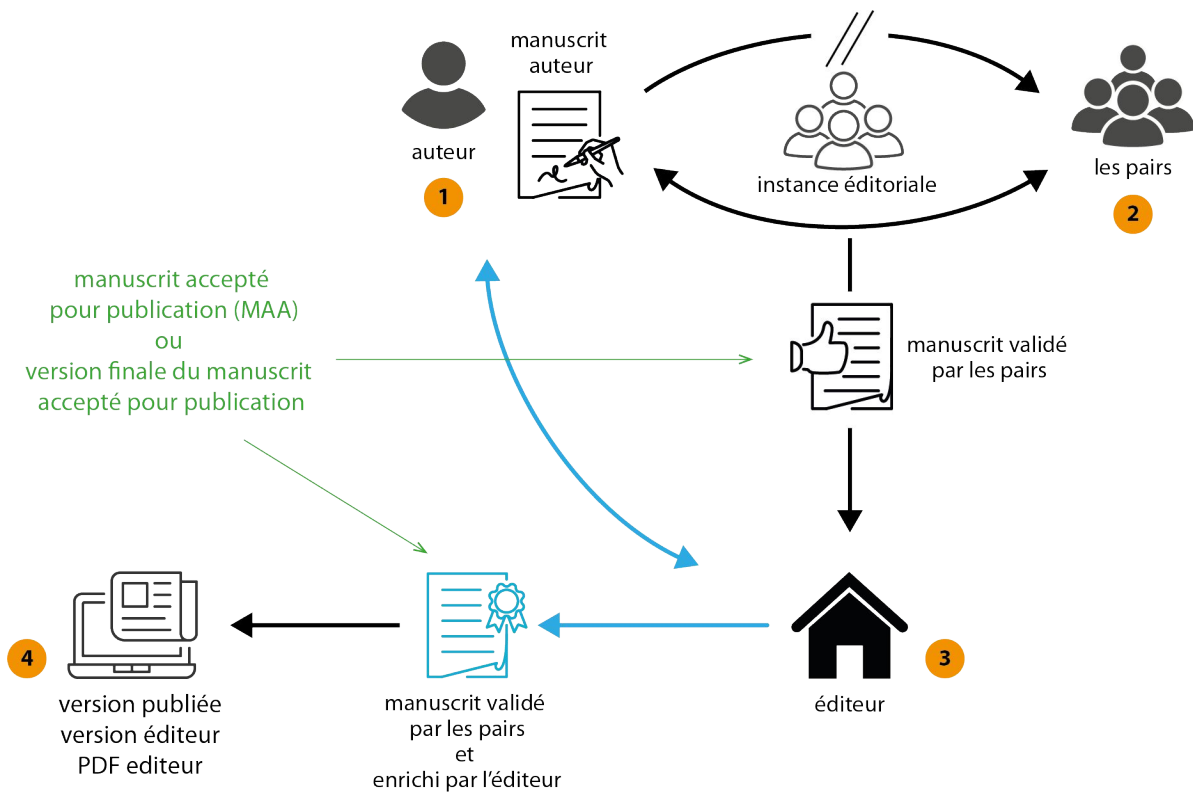 manuscrit
auteur
auteur
1
instance éditoriale
les pairs
2
manuscrit accepté
pour publication (MAA)
ou
version finale du manuscrit
accepté pour publication
manuscrit validé
par les pairs
3
éditeur
manuscrit validé
par les pairs
et
enrichi par l’éditeur
4
version publiée
version éditeur
PDF editeur